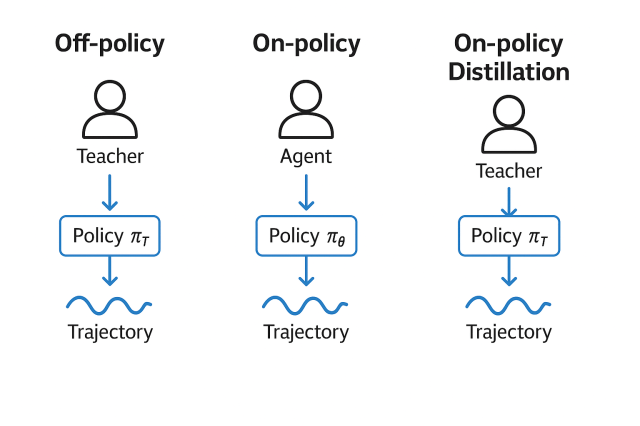 Off-policy
Teacher
Policy π_T
Trajectory
On-policy
Agent
Policy π_θ
Trajectory
On-policy
Distillation
Teacher
Policy π_T
Trajectory